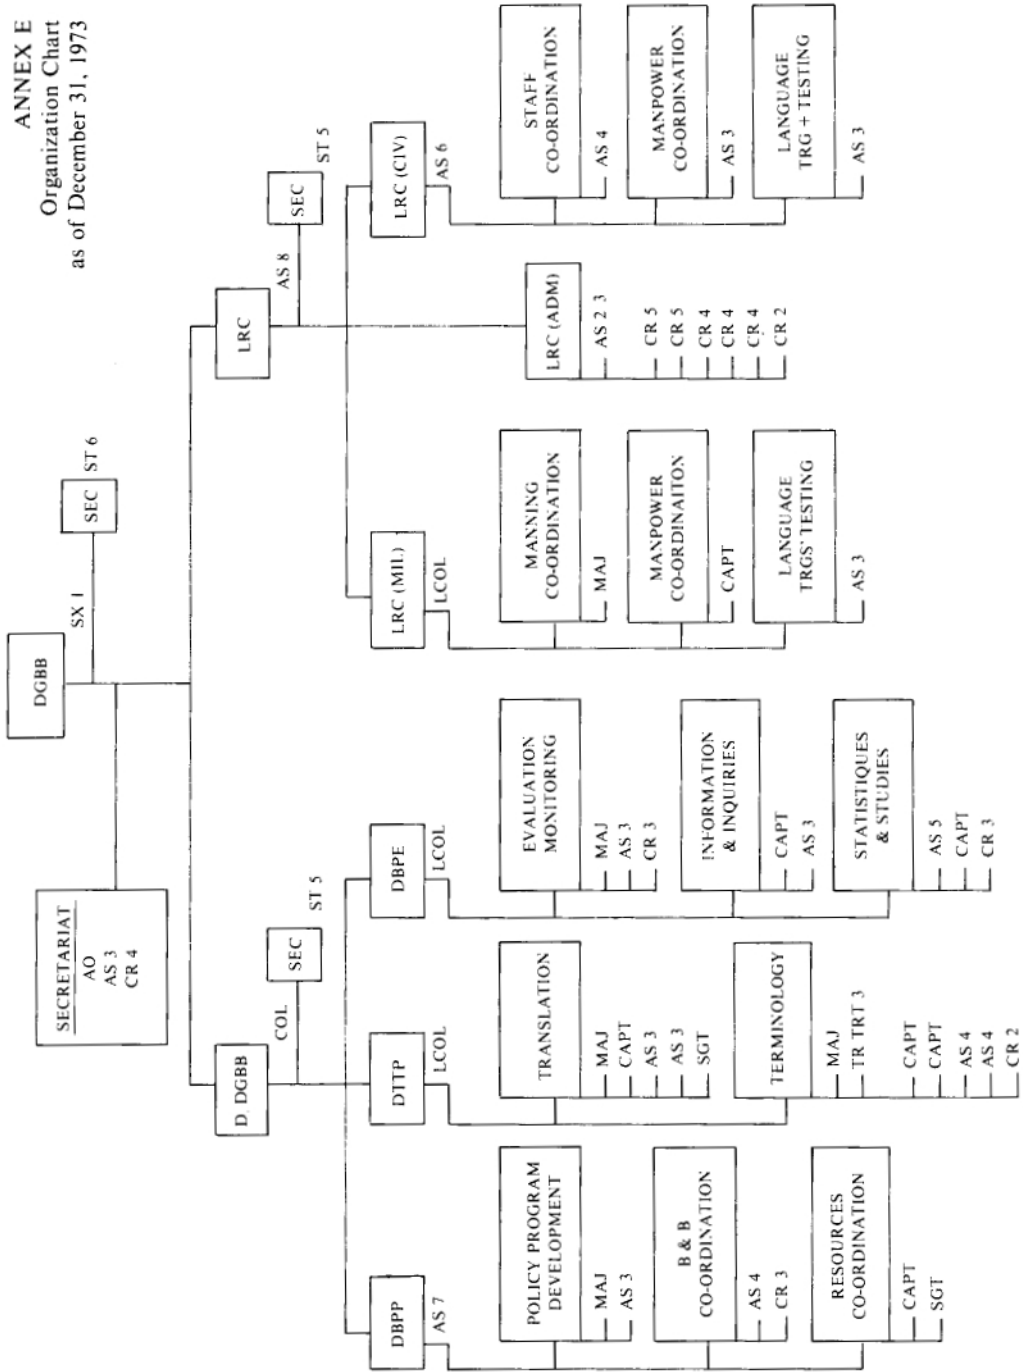 ANNEX E
Organization Chart
as of December 31, 1973
DGBB
SX 1
SEC
ST 6
SECRETARIAT
AO
AS 3
CR 4
D. DGBB
COL
SEC
ST 5
LRC
AS 8
SEC
ST 5
DBPP
AS 7
DTTP
LCOL
DBPE
LCOL
LRC (MIL.)
LCOL
LRC (CIV)
AS 6
POLICY PROGRAM
DEVELOPMENT
MAJ
AS 3
B & B
CO-ORDINATION
AS 4
CR 3
RESOURCES
CO-ORDINATION
CAPT
SGT
TRANSLATION
MAJ
CAPT
AS 3
AS 3
SGT
TERMINOLOGY
MAJ
TR TRT 3
CAPT
CAPT
AS 4
AS 4
CR 2
EVALUATION
MONITORING
MAJ
AS 3
CR 3
INFORMATION
& INQUIRIES
CAPT
AS 3
STATISTIQUES
& STUDIES
AS 5
CAPT
CR 3
MANNING
CO-ORDINATION
MAJ
MANPOWER
CO-ORDINAITON
CAPT
LANGUAGE
TRGS' TESTING
AS 3
LRC (ADM)
AS 2 3
CR 5
CR 5
CR 4
CR 4
CR 4
CR 2
STAFF
CO-ORDINATION
AS 4
MANPOWER
CO-ORDINATION
AS 3
LANGUAGE
TRG + TESTING
AS 3